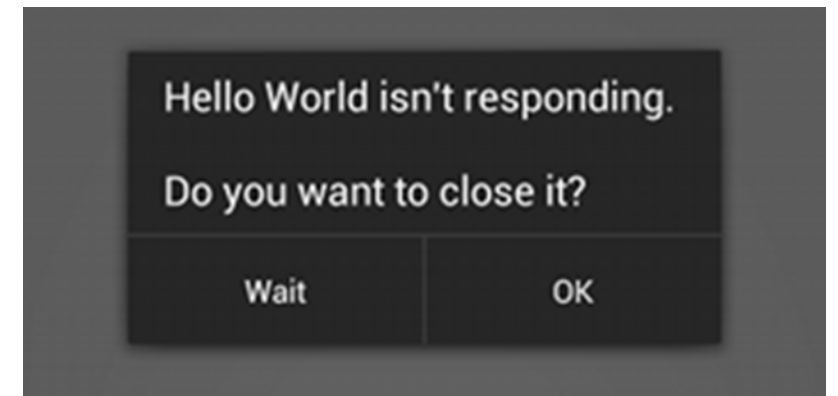 Hello World isn't responding.
Do you want to close it?
Wait
OK